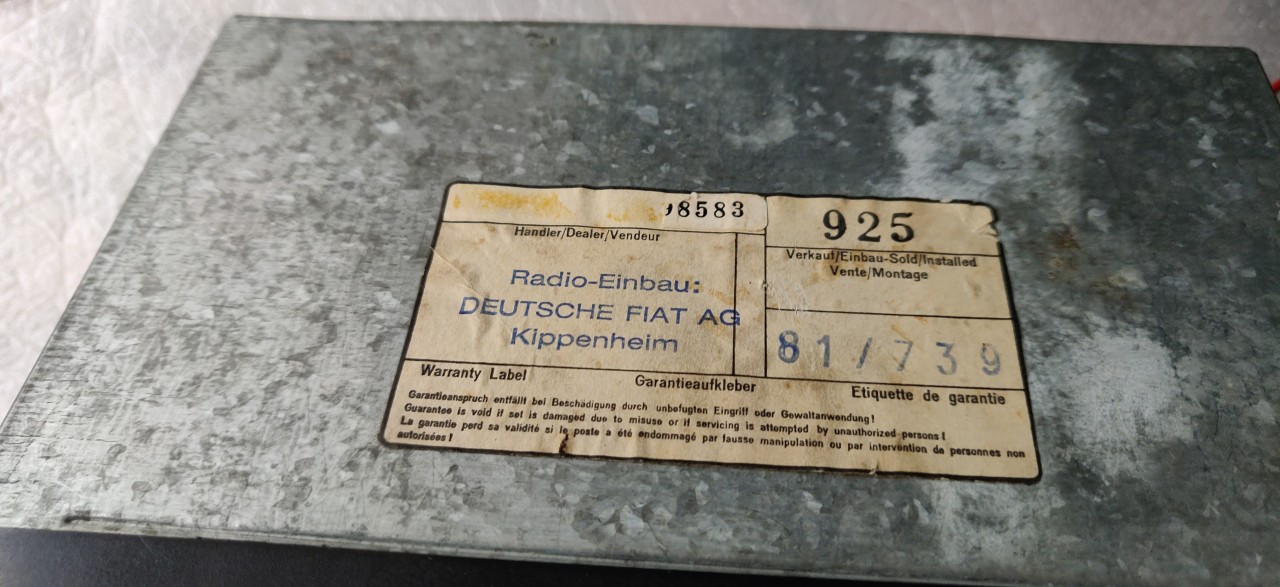 98583
925
Händler/Dealer/Vendeur
Verkauf/Einbau-Sold/Installed
Vente/Montage
Radio-Einbau:
DEUTSCHE FIAT AG
Kippenheim
81/739
Warranty Label
Garantieaufkleber
Etiquette de garantie
Garantieanspruch entfällt bei Beschädigung durch unbefugten Eingriff oder Gewaltanwendung!
Guarantee is void if set is damaged due to misuse or if servicing is attempted by unauthorized persons!
La garantie perd sa validité si le poste a été endommagé par fausse manipulation ou par intervention de personnes non
autorisées!